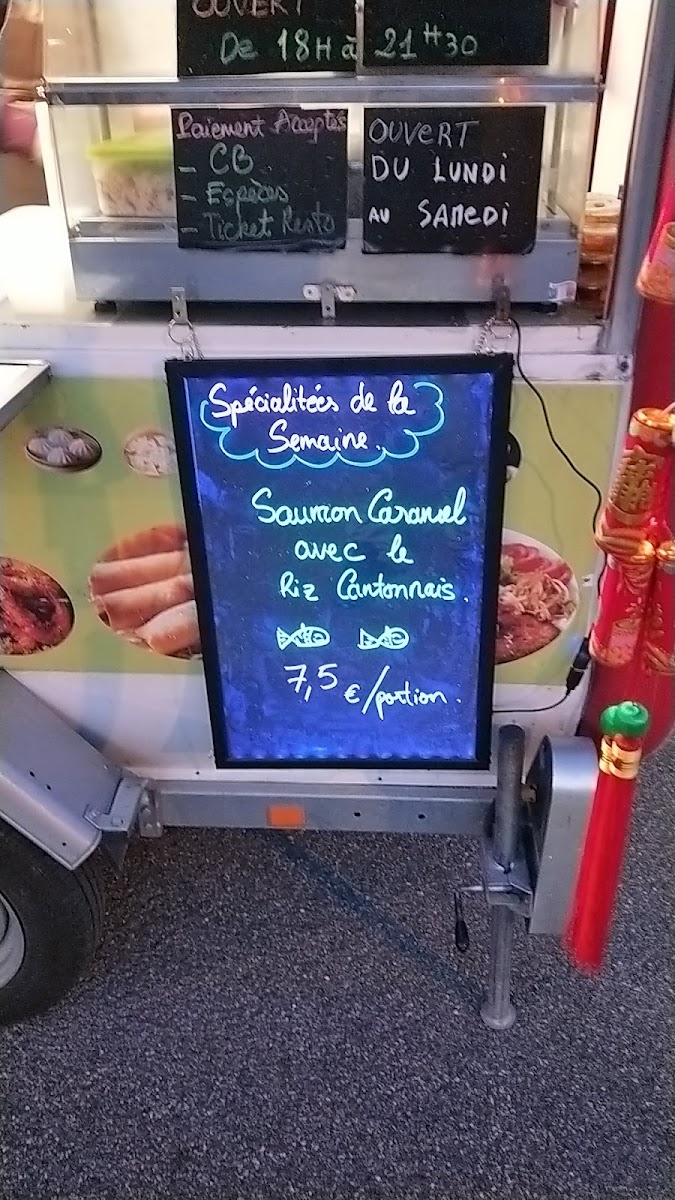 OUVERT
De 18H à 21H30
Paiement Acceptés
- CB
- Espèces
- Ticket Resto
OUVERT
DU LUNDI
AU SAMEDI
Spécialitées de la
Semaine.
Saumon Caramel
avec le
Riz Cantonnais.
7,5 €/portion.